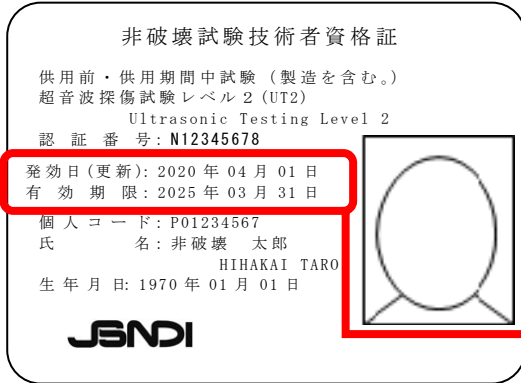 非破壊試験技術者資格証
供用前・供用期間中試験（製造を含む。）
超音波探傷試験レベル２(UT2)
Ultrasonic Testing Level 2
認 証 番 号: N12345678
発効日(更新): 2020 年 04 月 01 日
有 効 期 限: 2025 年 03 月 31 日
個 人 コ ー ド: P01234567
氏 名: 非破壊 太郎
HIHAKAI TARO
生 年 月 日: 1970 年 01 月 01 日
JSNDI